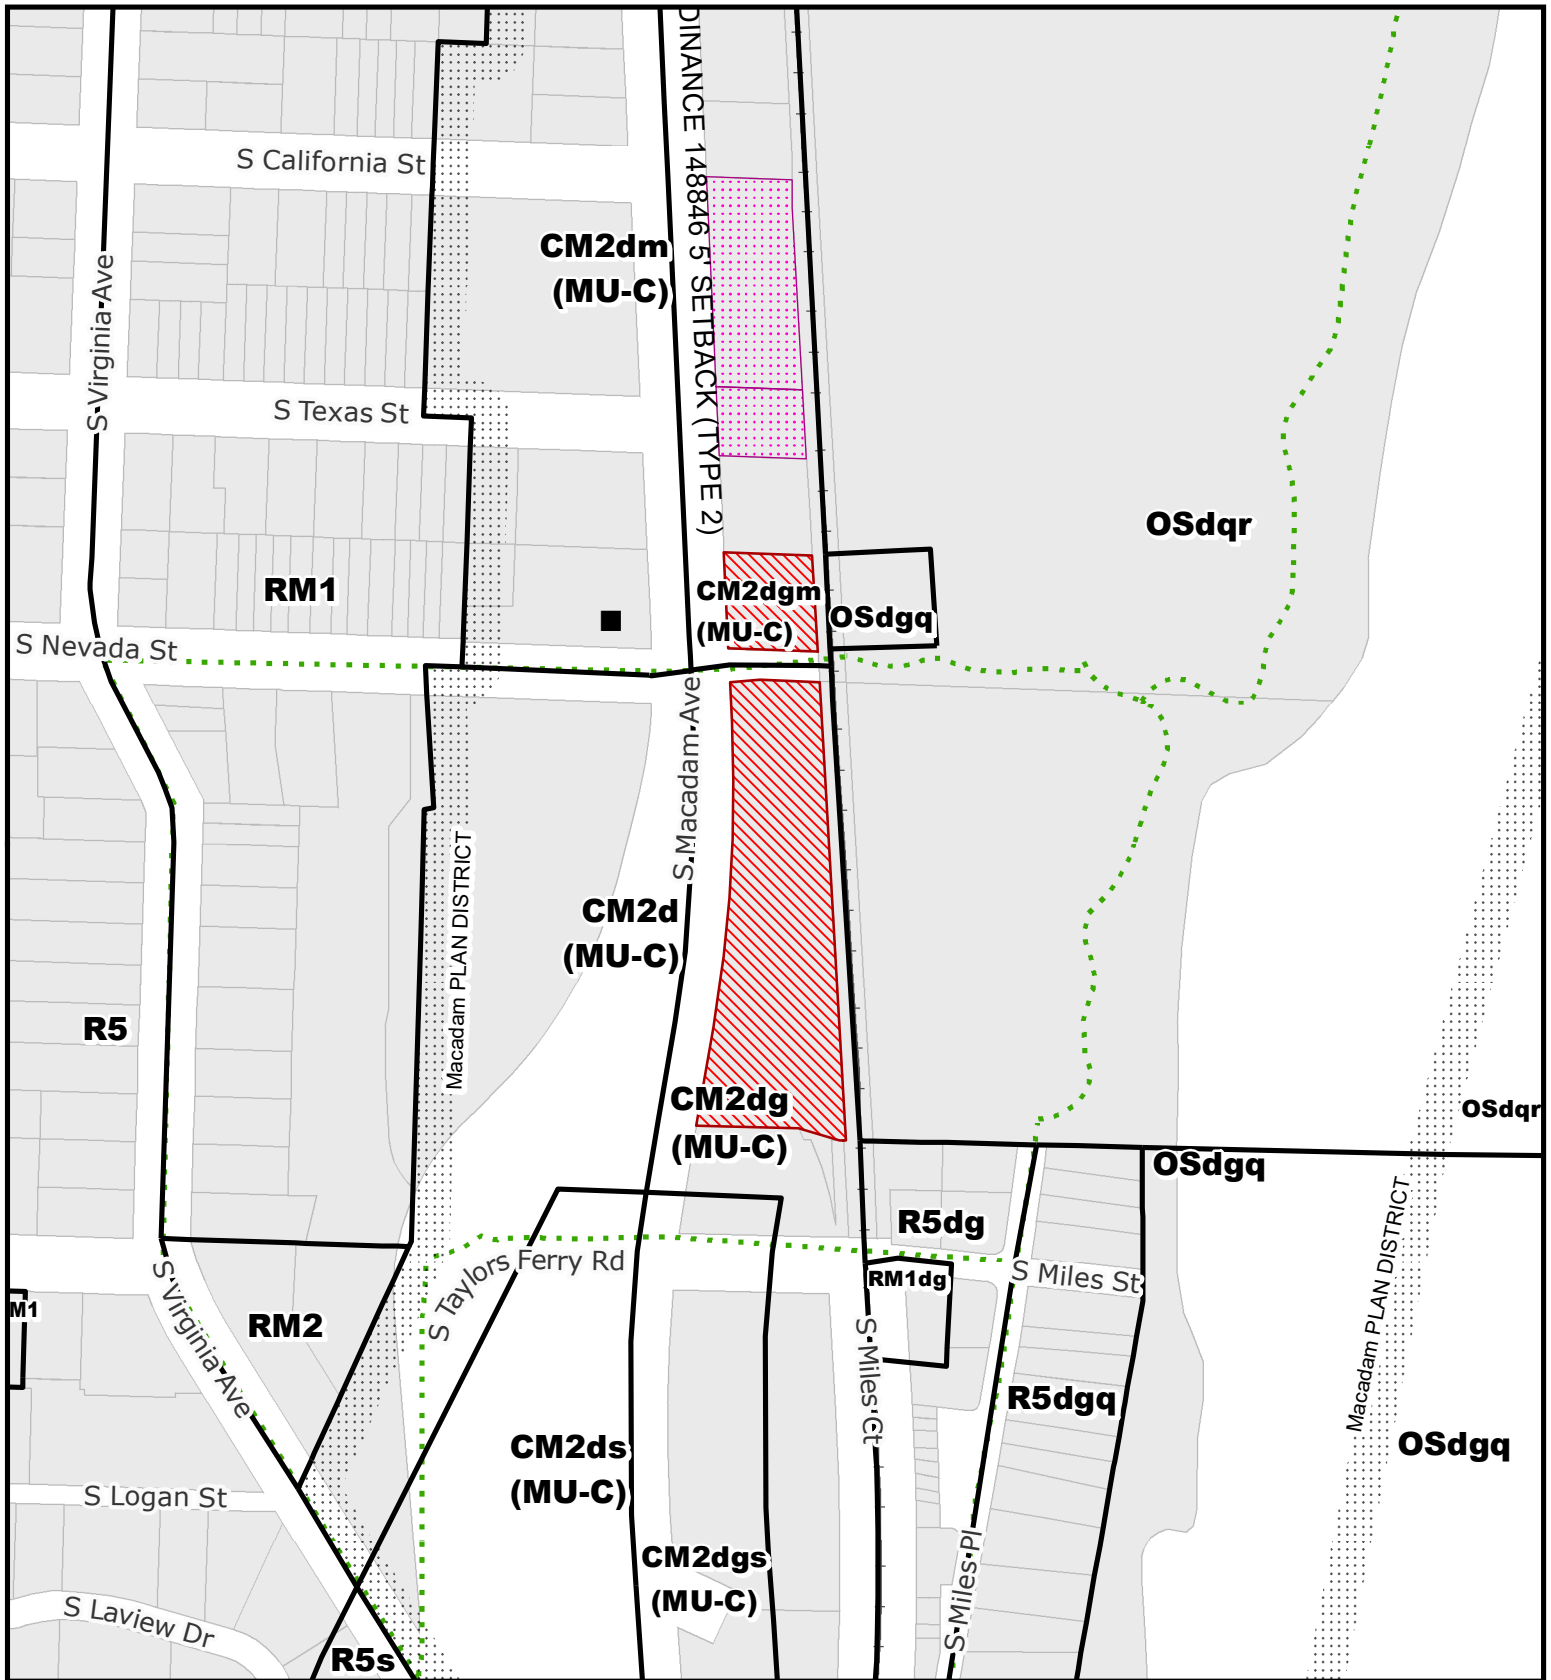 DINANCE 148846 5' SETBACK (TYPE 2)
S California St
CM2dm
(MU-C)
S Virginia Ave
S Texas St
OSdqr
RM1
CM2dgm
(MU-C)
OSdgq
S Nevada St
S Macadam Ave
Macadam PLAN DISTRICT
CM2d
(MU-C)
R5
CM2dg
(MU-C)
OSdqr
OSdgq
R5dg
S Taylors Ferry Rd
S Miles St
RM1dg
M1
S Virginia Ave
RM2
S Miles Ct
Macadam PLAN DISTRICT
R5dgq
OSdgq
CM2ds
(MU-C)
S Logan St
CM2dgs
(MU-C)
S Miles Pl
S Laview Dr
R5s